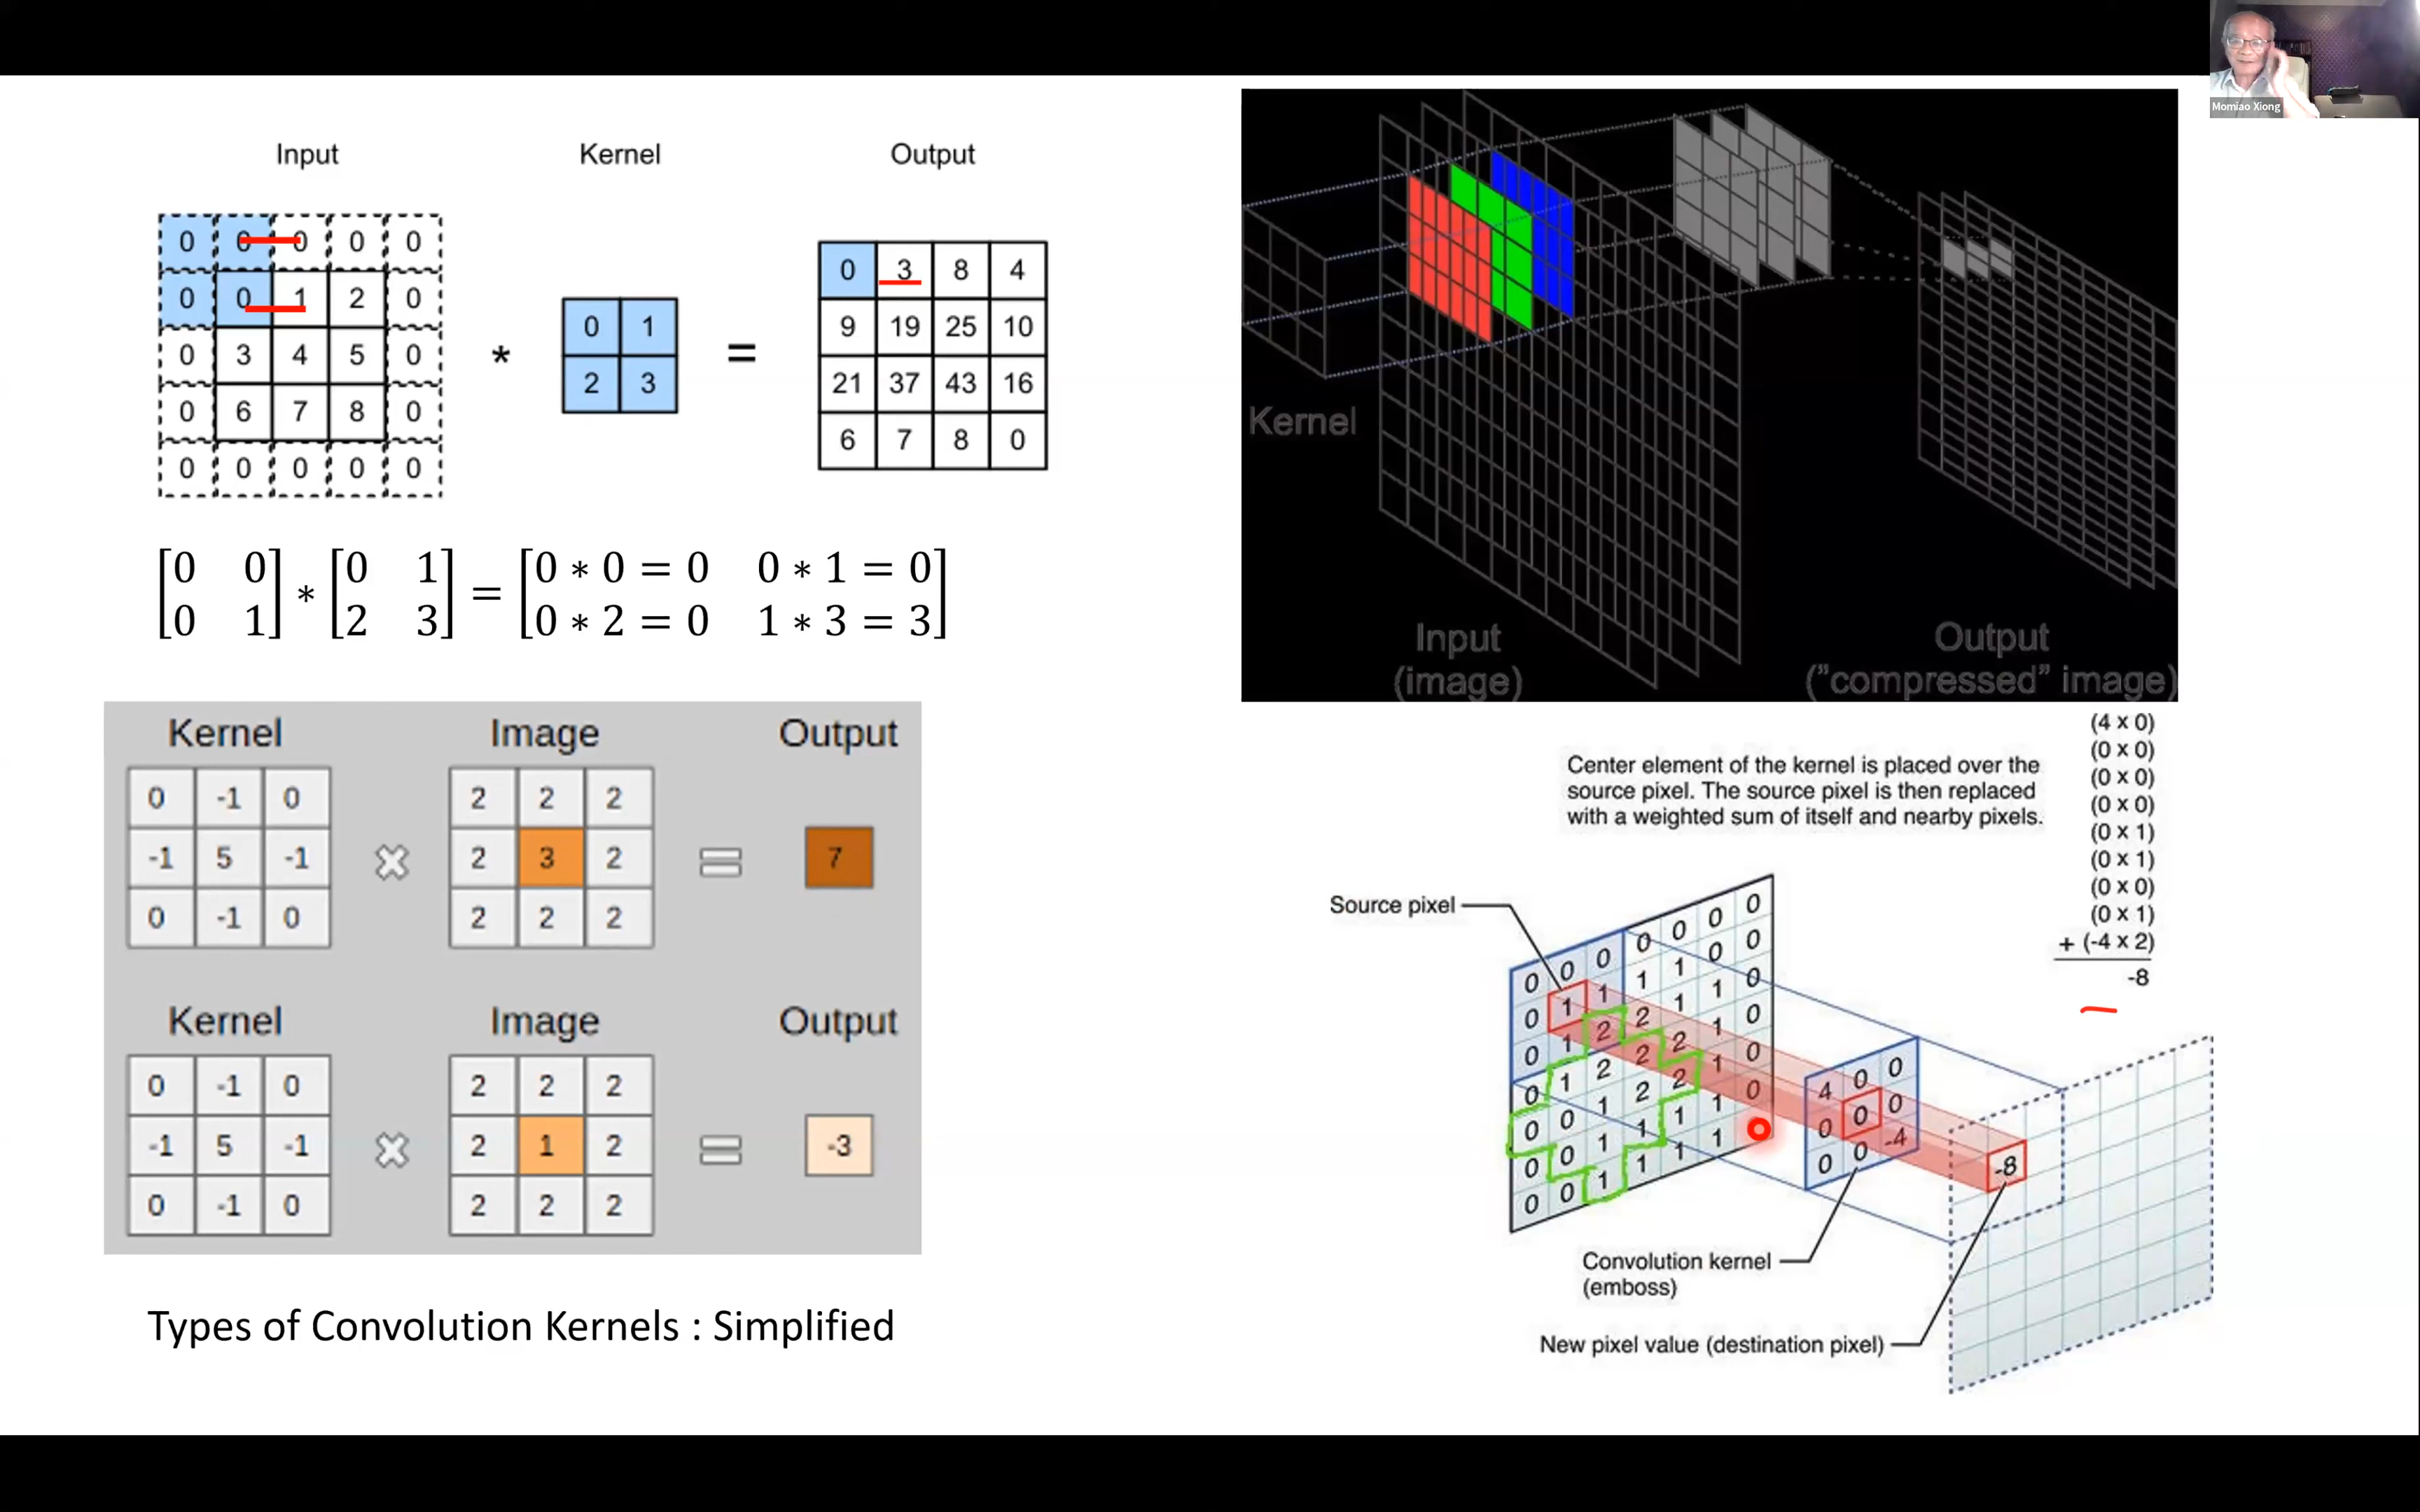 Momiao Xiong
Input Kernel Output
0 0 0 0 0
0 0 1 2 0
0 3 4 5 0
0 6 7 8 0
0 0 0 0 0
*
0 1
2 3
=
0 3 8 4
9 19 25 10
21 37 43 16
6 7 8 0
[0 0 0 1] * [0 1 2 3] = [0 * 0 = 0 0 * 1 = 0
0 * 2 = 0 1 * 3 = 3]
Kernel Image Output
0 -1 0 2 2 2
-1 5 -1 2 3 2 7
0 -1 0 2 2 2
Kernel Image Output
0 -1 0 2 2 2
-1 5 -1 2 1 2 -3
0 -1 0 2 2 2
Types of Convolution Kernels : Simplified
Kernel
Input
(image)
Output
("compressed" image)
Center element of the kernel is placed over the
source pixel. The source pixel is then replaced
with a weighted sum of itself and nearby pixels.
(4 x 0)
(0 x 0)
(0 x 0)
(0 x 0)
(0 x 1)
(0 x 1)
(0 x 0)
(0 x 1)
+ (-4 x 2)
-8
Source pixel
0 0 0 0 0 0 0
0 1 1 1 1 0 0
0 1 2 2 1 1 0
0 1 2 2 2 1 0
0 0 1 2 2 1 0
0 0 1 1 1 1 0
0 0 1 1 1 1
4 0 0
0 0 0
0 0 -4
-8
Convolution kernel
(emboss)
New pixel value (destination pixel)